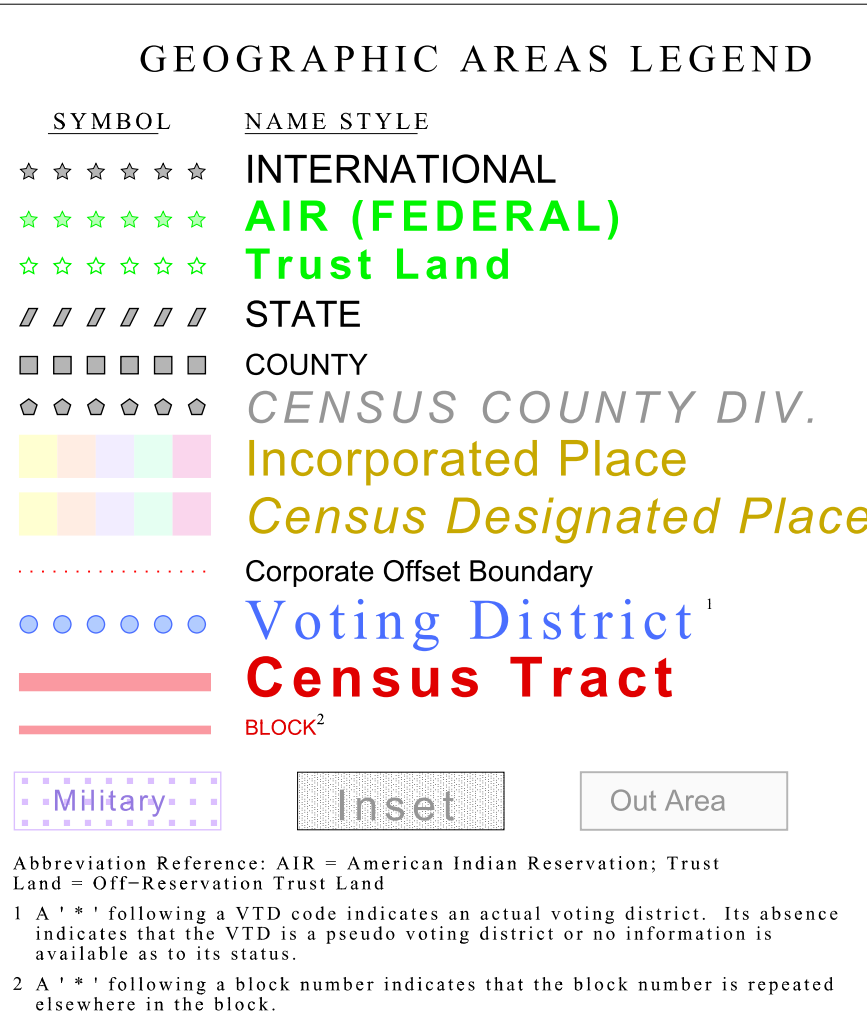 GEOGRAPHIC AREAS LEGEND
SYMBOL NAME STYLE
INTERNATIONAL
AIR (FEDERAL)
Trust Land
STATE
COUNTY
CENSUS COUNTY DIV.
Incorporated Place
Census Designated Place
Corporate Offset Boundary
Voting District 1
Census Tract
BLOCK2
Military Inset Out Area
Abbreviation Reference: AIR = American Indian Reservation; Trust
Land = Off−Reservation Trust Land
1 A ' * ' following a VTD code indicates an actual voting district. Its absence
indicates that the VTD is a pseudo voting district or no information is
available as to its status.
2 A ' * ' following a block number indicates that the block number is repeated
elsewhere in the block.